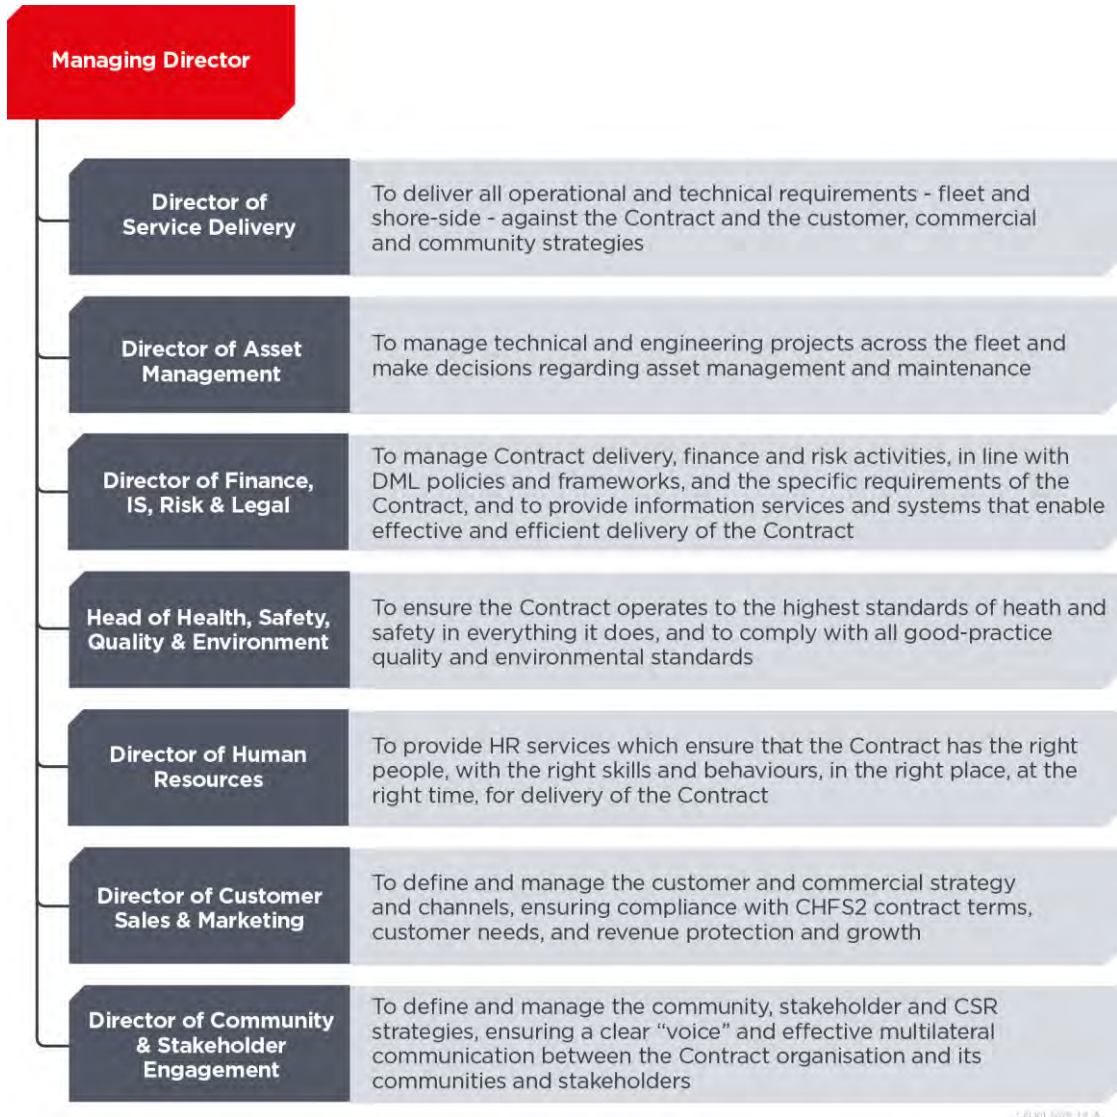 Managing Director
Director of
Service Delivery
To deliver all operational and technical requirements - fleet and
shore-side - against the Contract and the customer, commercial
and community strategies
Director of Asset
Management
To manage technical and engineering projects across the fleet and
make decisions regarding asset management and maintenance
Director of Finance,
IS, Risk & Legal
To manage Contract delivery, finance and risk activities, in line with
DML policies and frameworks, and the specific requirements of the
Contract, and to provide information services and systems that enable
effective and efficient delivery of the Contract
Head of Health, Safety,
Quality & Environment
To ensure the Contract operates to the highest standards of heath and
safety in everything it does, and to comply with all good-practice
quality and environmental standards
Director of Human
Resources
To provide HR services which ensure that the Contract has the right
people, with the right skills and behaviours, in the right place, at the
right time, for delivery of the Contract
Director of Customer
Sales & Marketing
To define and manage the customer and commercial strategy
and channels, ensuring compliance with CHFS2 contract terms,
customer needs, and revenue protection and growth
Director of Community
& Stakeholder
Engagement
To define and manage the community, stakeholder and CSR
strategies, ensuring a clear “voice” and effective multilateral
communication between the Contract organisation and its
communities and stakeholders